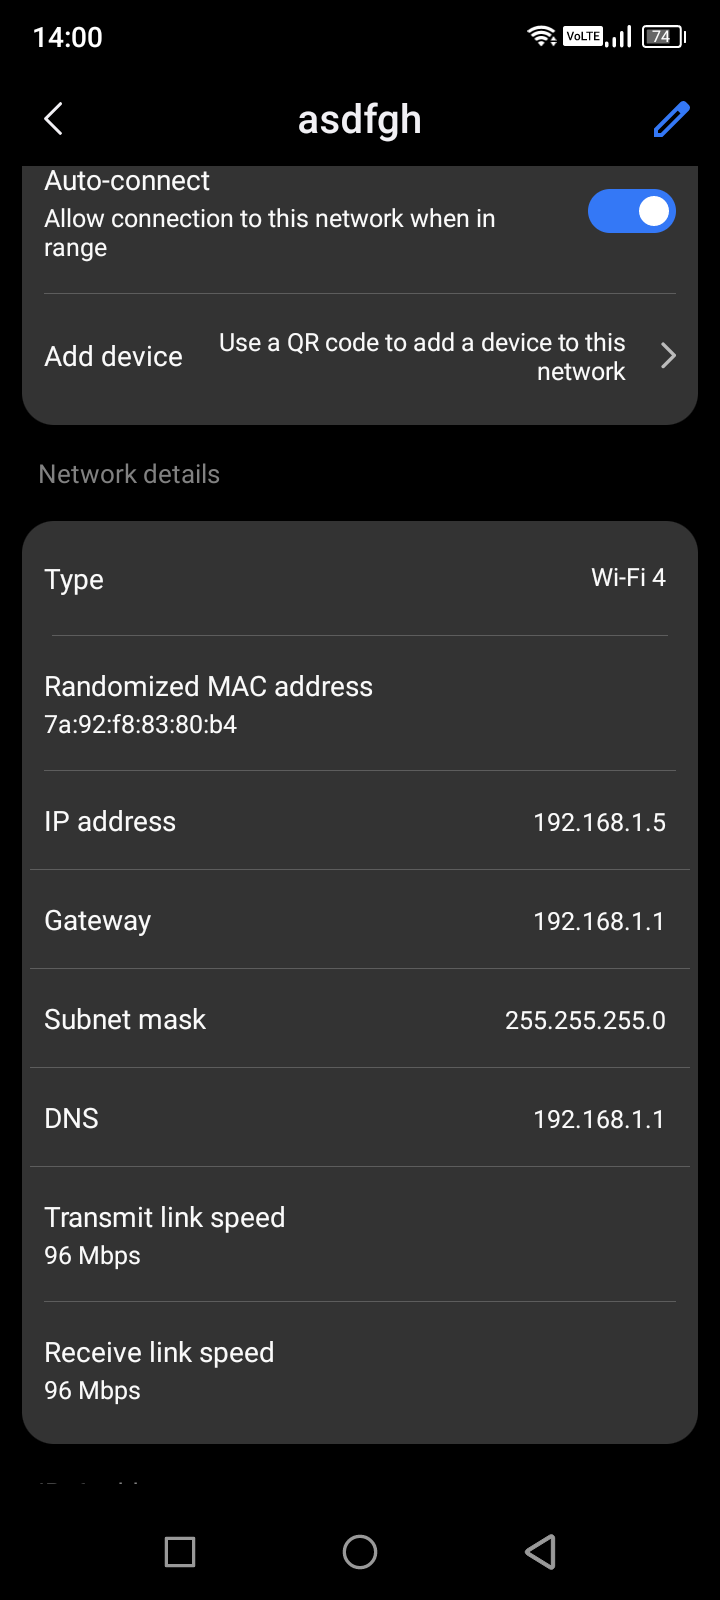 14:00
VoLTE
74
asdfgh
Auto-connect
Allow connection to this network when in
range
Add device
Use a QR code to add a device to this
network
Network details
Type
Wi-Fi 4
Randomized MAC address
7a:92:f8:83:80:b4
IP address
192.168.1.5
Gateway
192.168.1.1
Subnet mask
255.255.255.0
DNS
192.168.1.1
Transmit link speed
96 Mbps
Receive link speed
96 Mbps